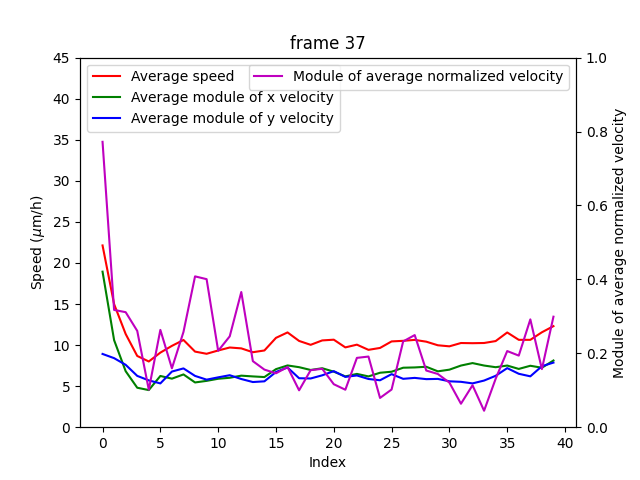 frame 37
Average speed
Average module of x velocity
Average module of y velocity
Module of average normalized velocity
Speed (μm/h)
45
40
35
30
25
20
15
10
5
0
1.0
0.8
0.6
0.4
0.2
0.0
Module of average normalized velocity
0 5 10 15 20 25 30 35 40
Index